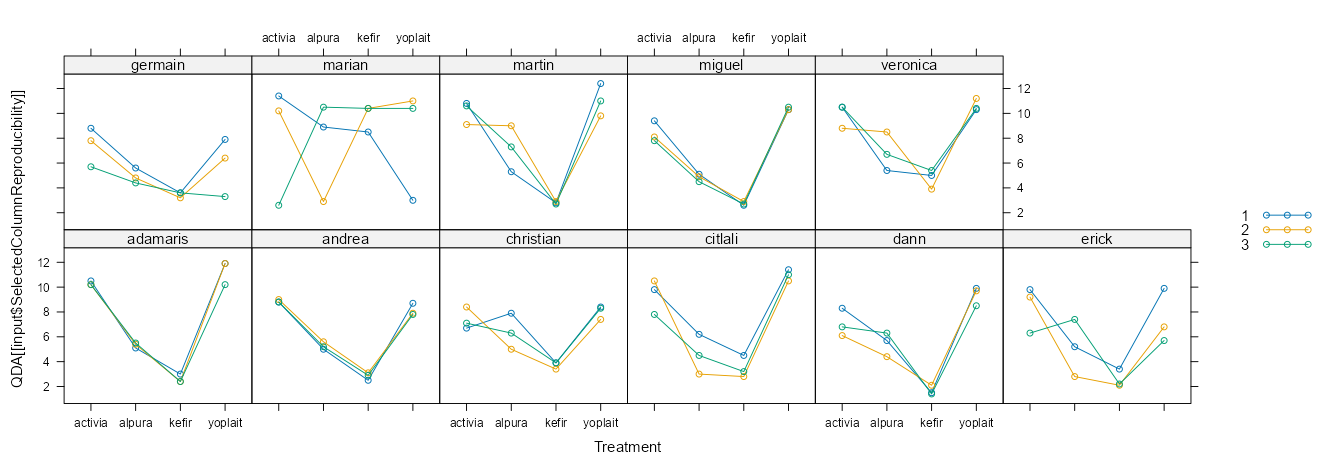 activia alpura kefir yoplait activia alpura kefir yoplait
germain marian martin miguel veronica
12
10
8
6
4
2
QDA[[input$SelectedColumnReproducibility]]
adamaris andrea christian citlali dann erick
12
10
8
6
4
2
activia alpura kefir yoplait activia alpura kefir yoplait activia alpura kefir yoplait
Treatment
1
2
3